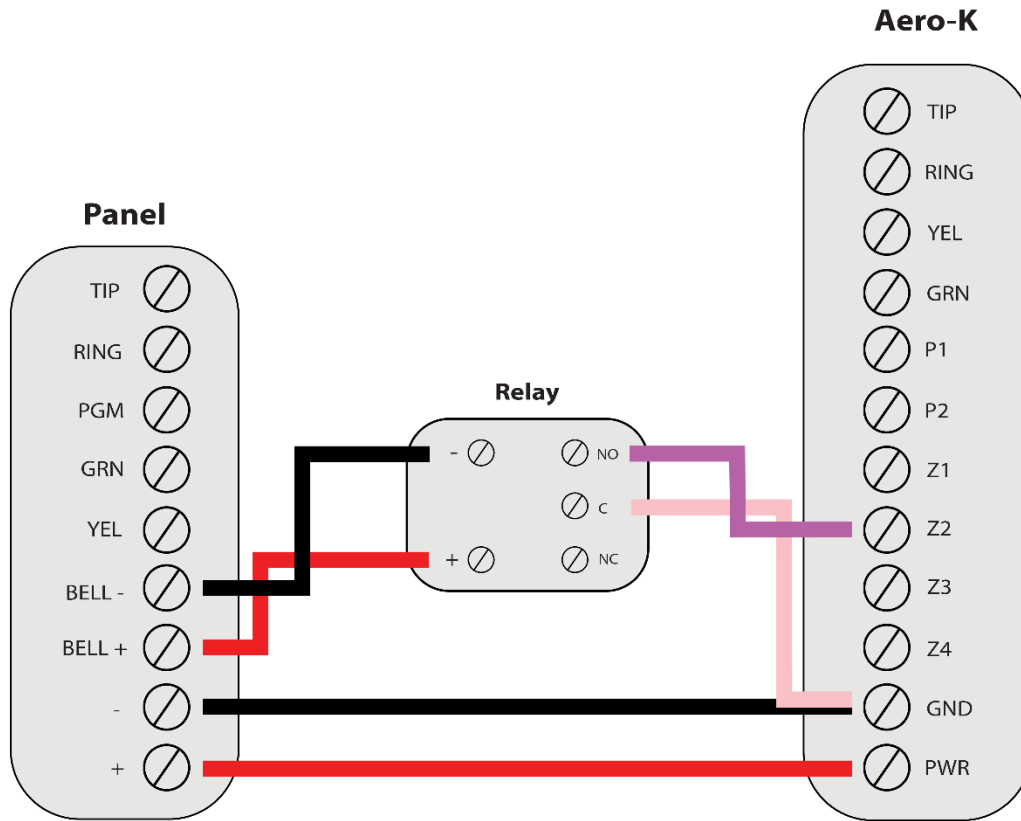 Aero-K
TIP
RING
YEL
GRN
P1
P2
Z1
Z2
Z3
Z4
GND
PWR
Panel
TIP
RING
PGM
GRN
YEL
BELL -
BELL +
-
+
Relay
- NO
C
+ NC